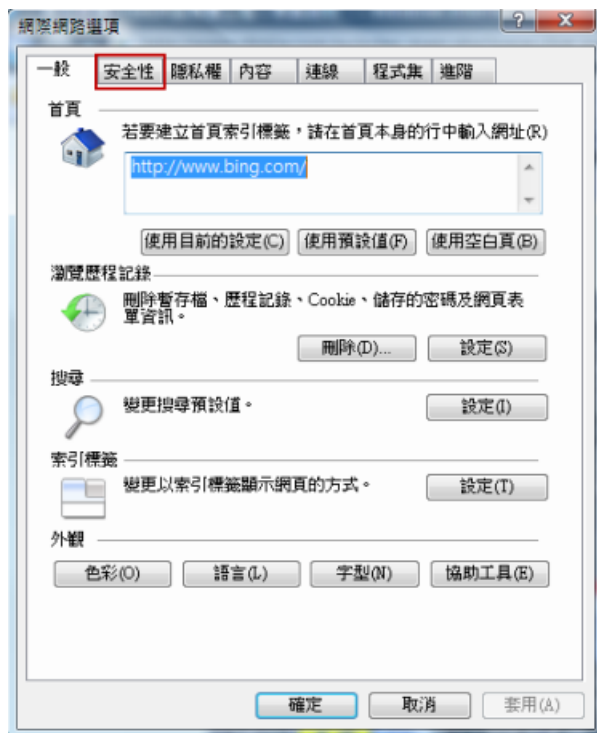 網際網路選項
一般 安全性 隱私權 內容 連線 程式集 進階
首頁
若要建立首頁索引標籤，請在首頁本身的行中輸入網址(R)
http://www.bing.com/
使用目前的設定(C) 使用預設值(F) 使用空白頁(B)
瀏覽歷程記錄
刪除暫存檔、歷程記錄、Cookie、儲存的密碼及網頁表
單資訊。
刪除(D)... 設定(S)
搜尋
變更搜尋預設值。 設定(I)
索引標籤
變更以索引標籤顯示網頁的方式。 設定(T)
外觀
色彩(O) 語言(L) 字型(N) 協助工具(E)
確定 取消 套用(A)